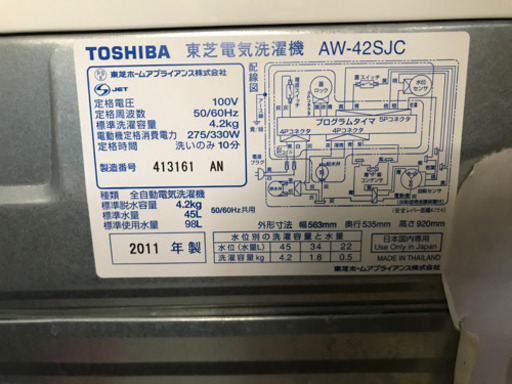 TOSHIBA 東芝電気洗濯機 AW-42SJC
東芝ホームアプライアンス株式会社
S-JET
定格電圧 100V
定格周波数 50/60Hz
標準洗濯容量 4.2kg
電動機定格消費電力 275/330W
定格時間 洗いのみ 10分
製造番号 413161 AN
種類 全自動電気洗濯機
標準脱水容量 4.2kg
標準水量 45L
標準使用水量 98L
50/60Hz共用
2011 年 製
配線図
プログラムタイマ
5Pコネクタ
4Pコネクタ 4Pコネクタ
外形寸法 幅563mm 奥行535mm 高さ920mm
水位別の洗濯容量と水量
水位(水量L) 45 34 22
洗濯容量kg 4.2 1.8 0.5
日本国内専用
Use Only in Japan
MADE IN THAILAND
東芝ホームアプライアンス株式会社